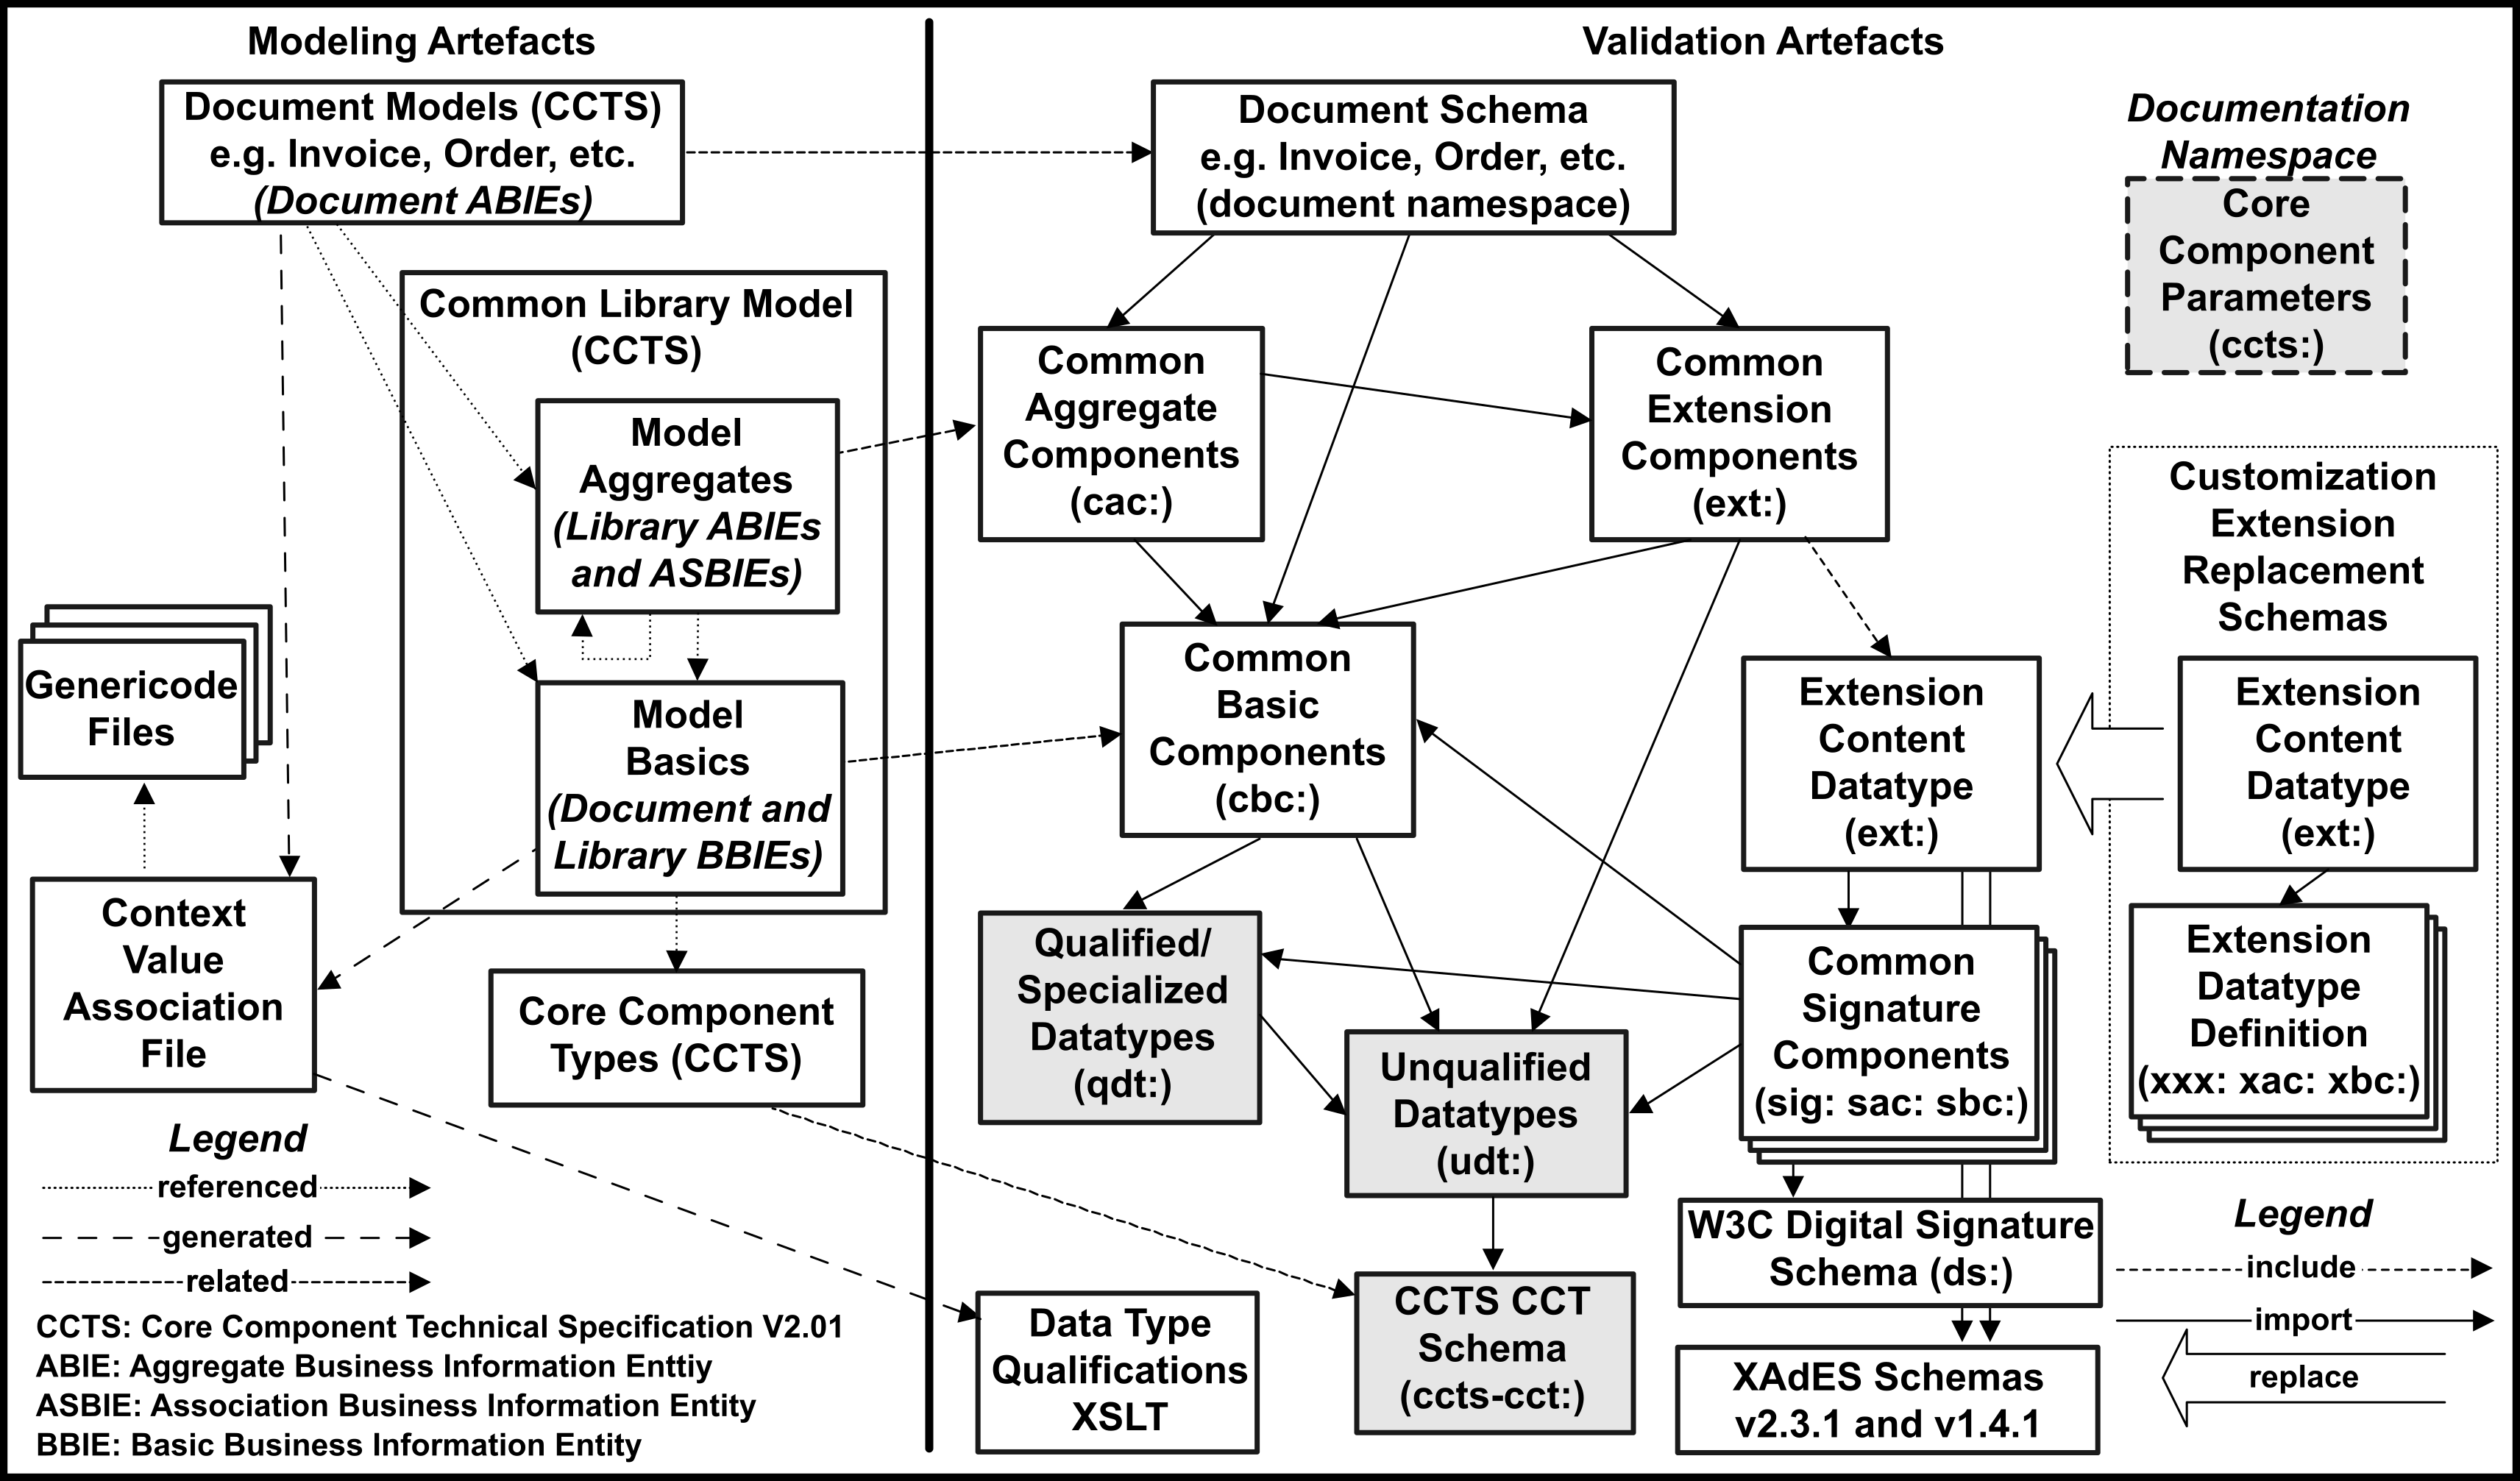 Modeling Artefacts
Document Models (CCTS)
e.g. Invoice, Order, etc.
(Document ABIEs)
Common Library Model
(CCTS)
Model
Aggregates
(Library ABIEs
and ASBIEs)
Model
Basics
(Document and
Library BBIEs)
Genericode
Files
Context
Value
Association
File
Core Component
Types (CCTS)
Legend
referenced
generated
related
CCTS: Core Component Technical Specification V2.01
ABIE: Aggregate Business Information Enttiy
ASBIE: Association Business Information Entity
BBIE: Basic Business Information Entity
Validation Artefacts
Document Schema
e.g. Invoice, Order, etc.
(document namespace)
Documentation
Namespace
Core
Component
Parameters
(ccts:)
Common
Aggregate
Components
(cac:)
Common
Extension
Components
(ext:)
Customization
Extension
Replacement
Schemas
Common
Basic
Components
(cbc:)
Extension
Content
Datatype
(ext:)
Extension
Content
Datatype
(ext:)
Qualified/
Specialized
Datatypes
(qdt:)
Unqualified
Datatypes
(udt:)
Common
Signature
Components
(sig: sac: sbc:)
Extension
Datatype
Definition
(xxx: xac: xbc:)
W3C Digital Signature
Schema (ds:)
Data Type
Qualifications
XSLT
CCTS CCT
Schema
(ccts-cct:)
XAdES Schemas
v2.3.1 and v1.4.1
Legend
include
import
replace